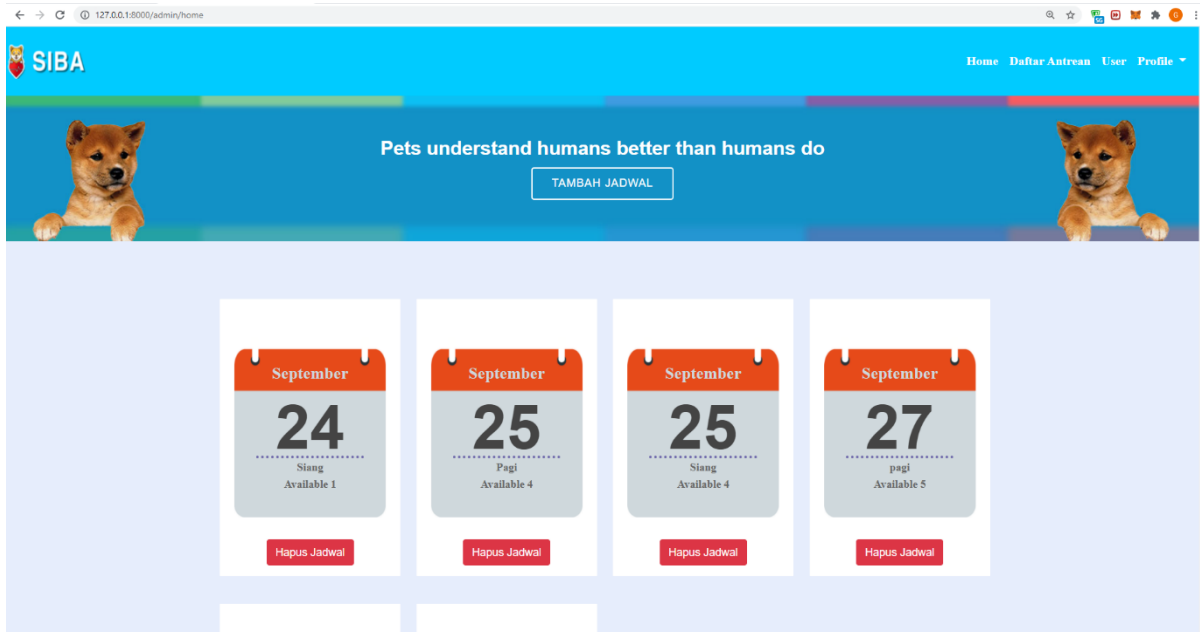 127.0.0.1:8000/admin/home
SIBA
Home Daftar Antrean User Profile
Pets understand humans better than humans do
TAMBAH JADWAL
September
24
Siang
Available 1
Hapus Jadwal
September
25
Pagi
Available 4
Hapus Jadwal
September
25
Siang
Available 4
Hapus Jadwal
September
27
pagi
Available 5
Hapus Jadwal